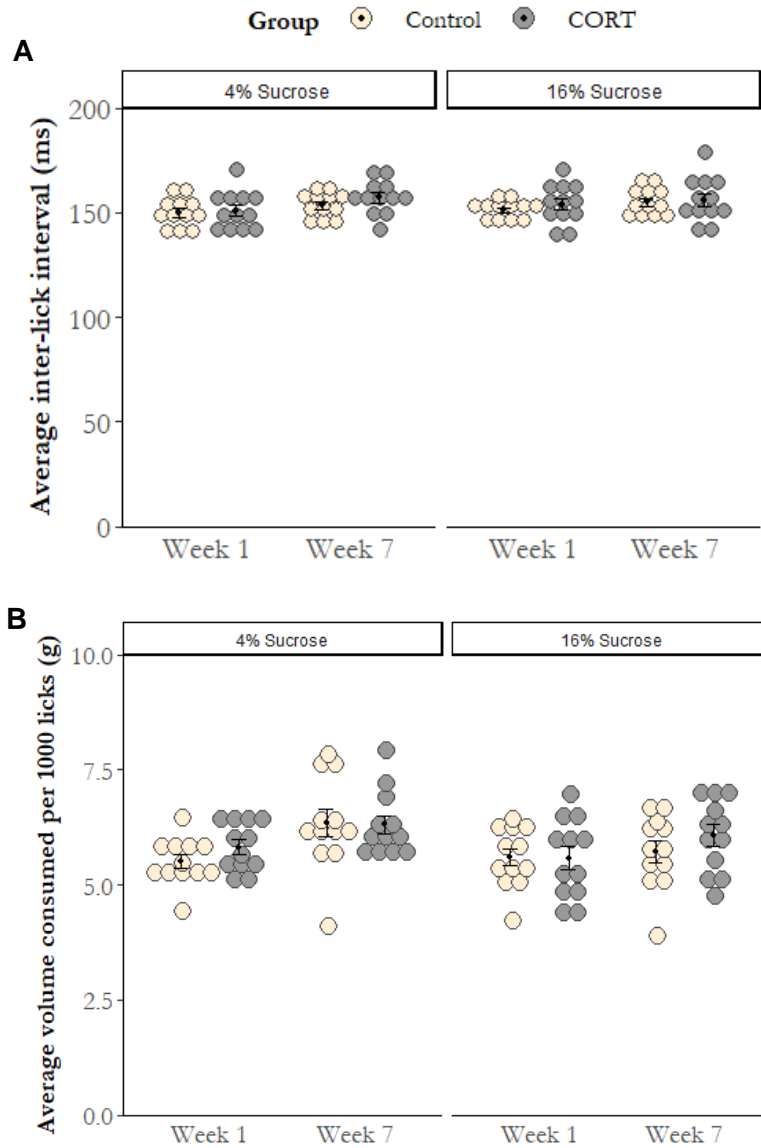 Group Control CORT
A
4% Sucrose 16% Sucrose
Average inter-lick interval (ms)
200
150
100
50
0
Week 1 Week 7 Week 1 Week 7
B
4% Sucrose 16% Sucrose
Average volume consumed per 1000 licks (g)
10.0
7.5
5.0
2.5
0.0
Week 1 Week 7 Week 1 Week 7